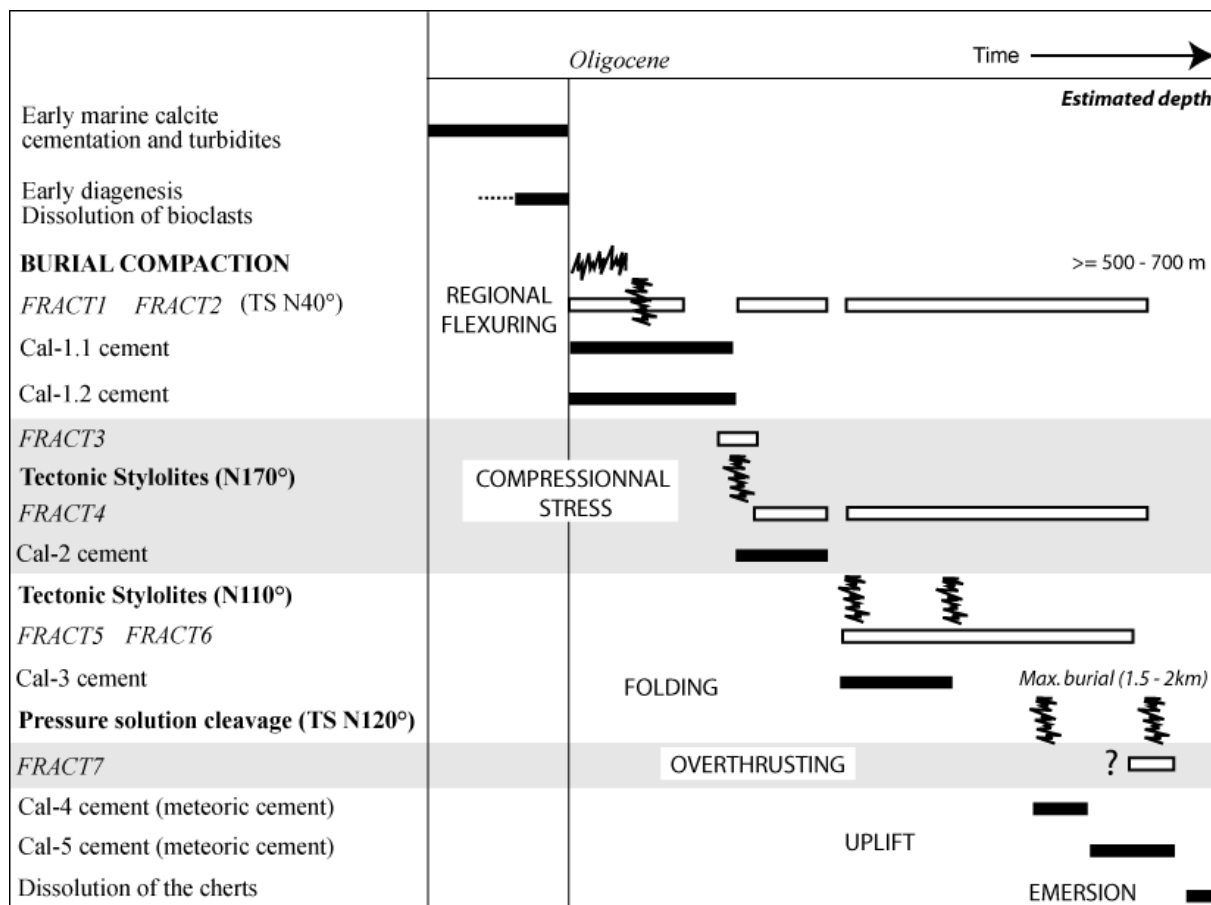 Oligocene
Time
Estimated depth
Early marine calcite
cementation and turbidites
Early diagenesis
Dissolution of bioclasts
BURIAL COMPACTION
>= 500 - 700 m
FRACT1 FRACT2 (TS N40°)
REGIONAL
FLEXURING
Cal-1.1 cement
Cal-1.2 cement
FRACT3
Tectonic Stylolites (N170°)
COMPRESSIONNAL
STRESS
FRACT4
Cal-2 cement
Tectonic Stylolites (N110°)
FRACT5 FRACT6
Cal-3 cement
FOLDING
Max. burial (1.5 - 2km)
Pressure solution cleavage (TS N120°)
FRACT7
OVERTHRUSTING
?
Cal-4 cement (meteoric cement)
Cal-5 cement (meteoric cement)
UPLIFT
Dissolution of the cherts
EMERSION